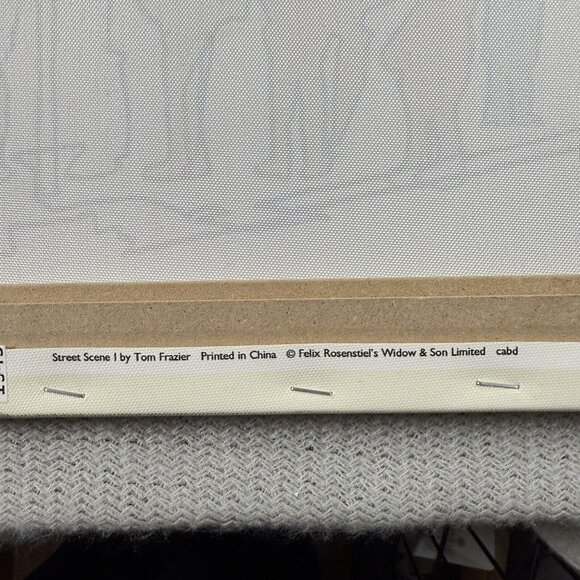 Street Scene I by Tom Frazier Printed in China © Felix Rosenstiel's Widow & Son Limited cabd